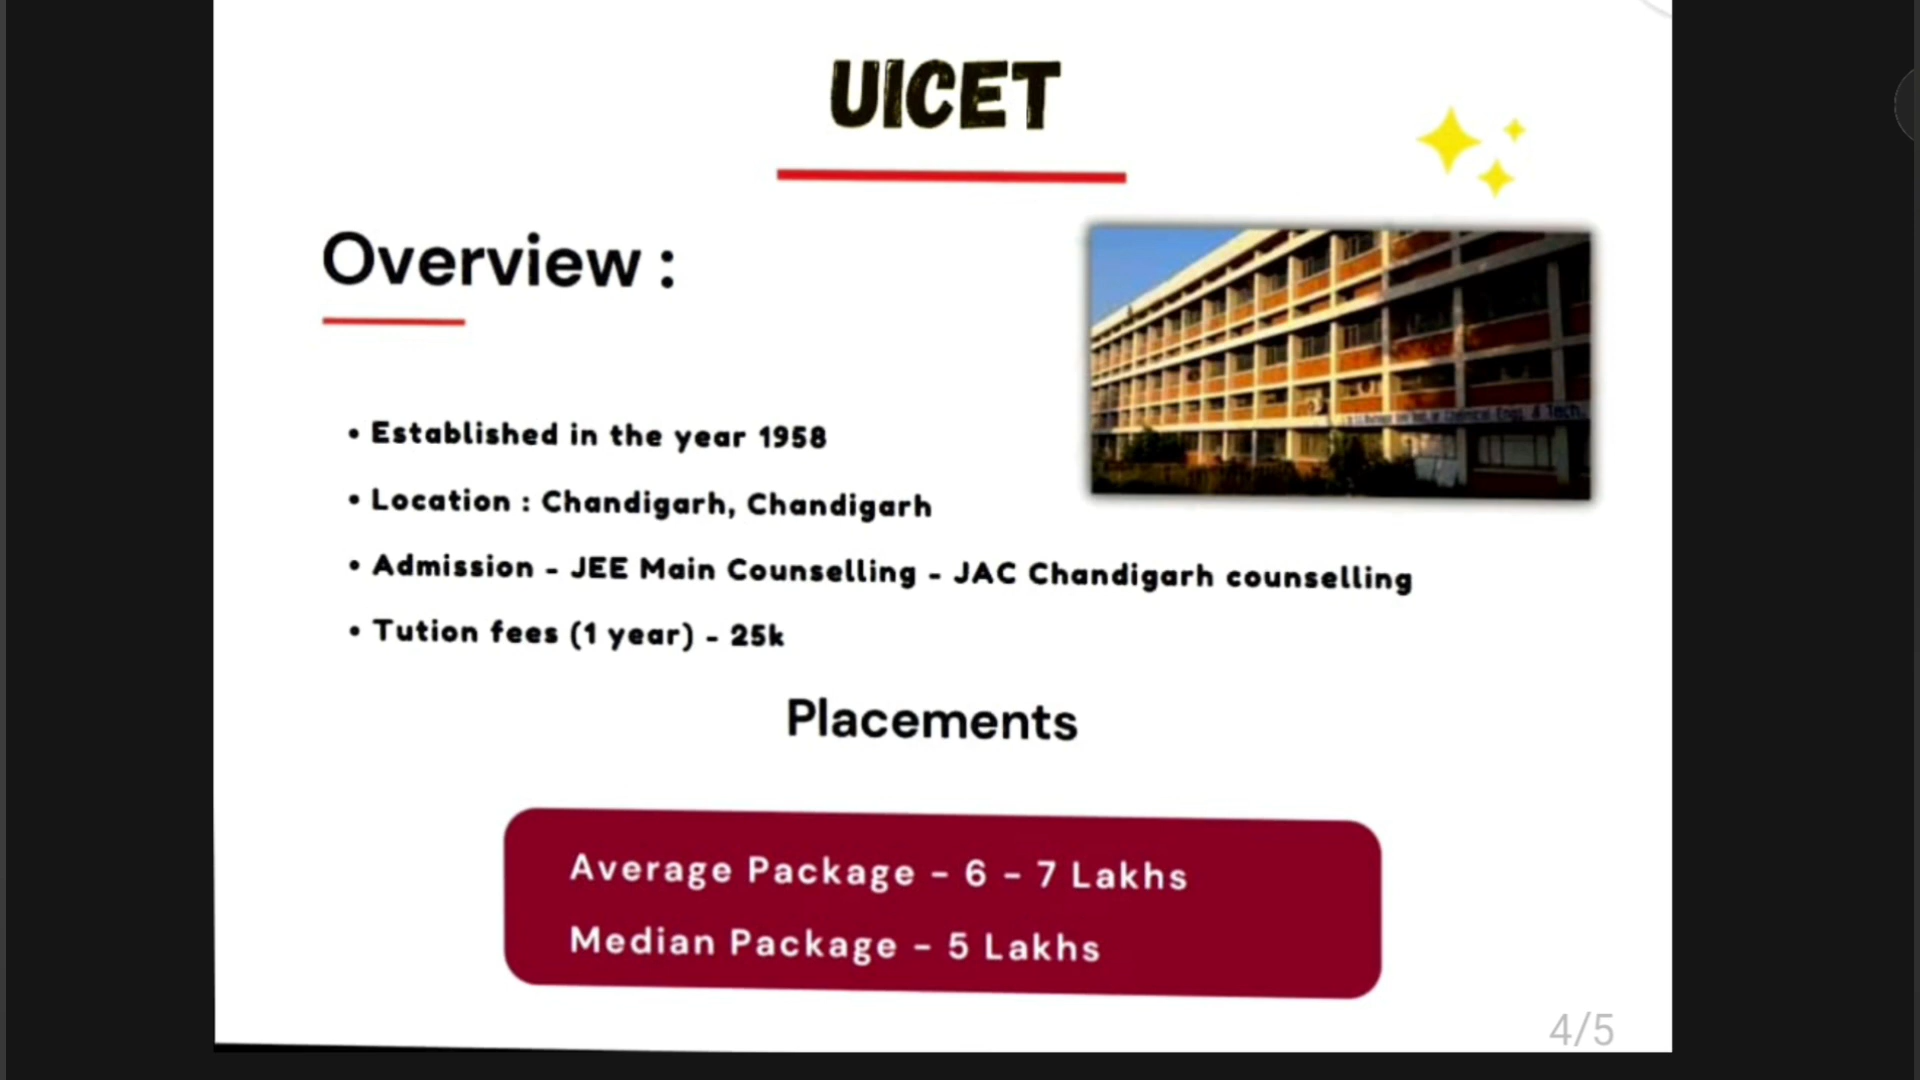 UICET
Overview :
• Established in the year 1958
• Location : Chandigarh, Chandigarh
• Admission - JEE Main Counselling - JAC Chandigarh counselling
• Tution fees (1 year) - 25k
Placements
Average Package - 6 - 7 Lakhs
Median Package - 5 Lakhs
4/5